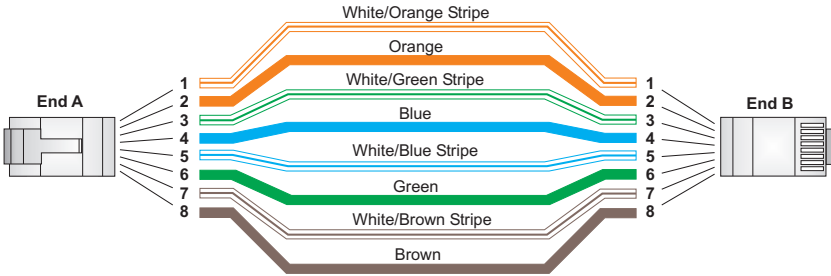 White/Orange Stripe
Orange
1 1
End A 2 White/Green Stripe 2 End B
3 3
Blue
4 4
White/Blue Stripe
5 5
6 Green 6
7 7
White/Brown Stripe
8 8
Brown